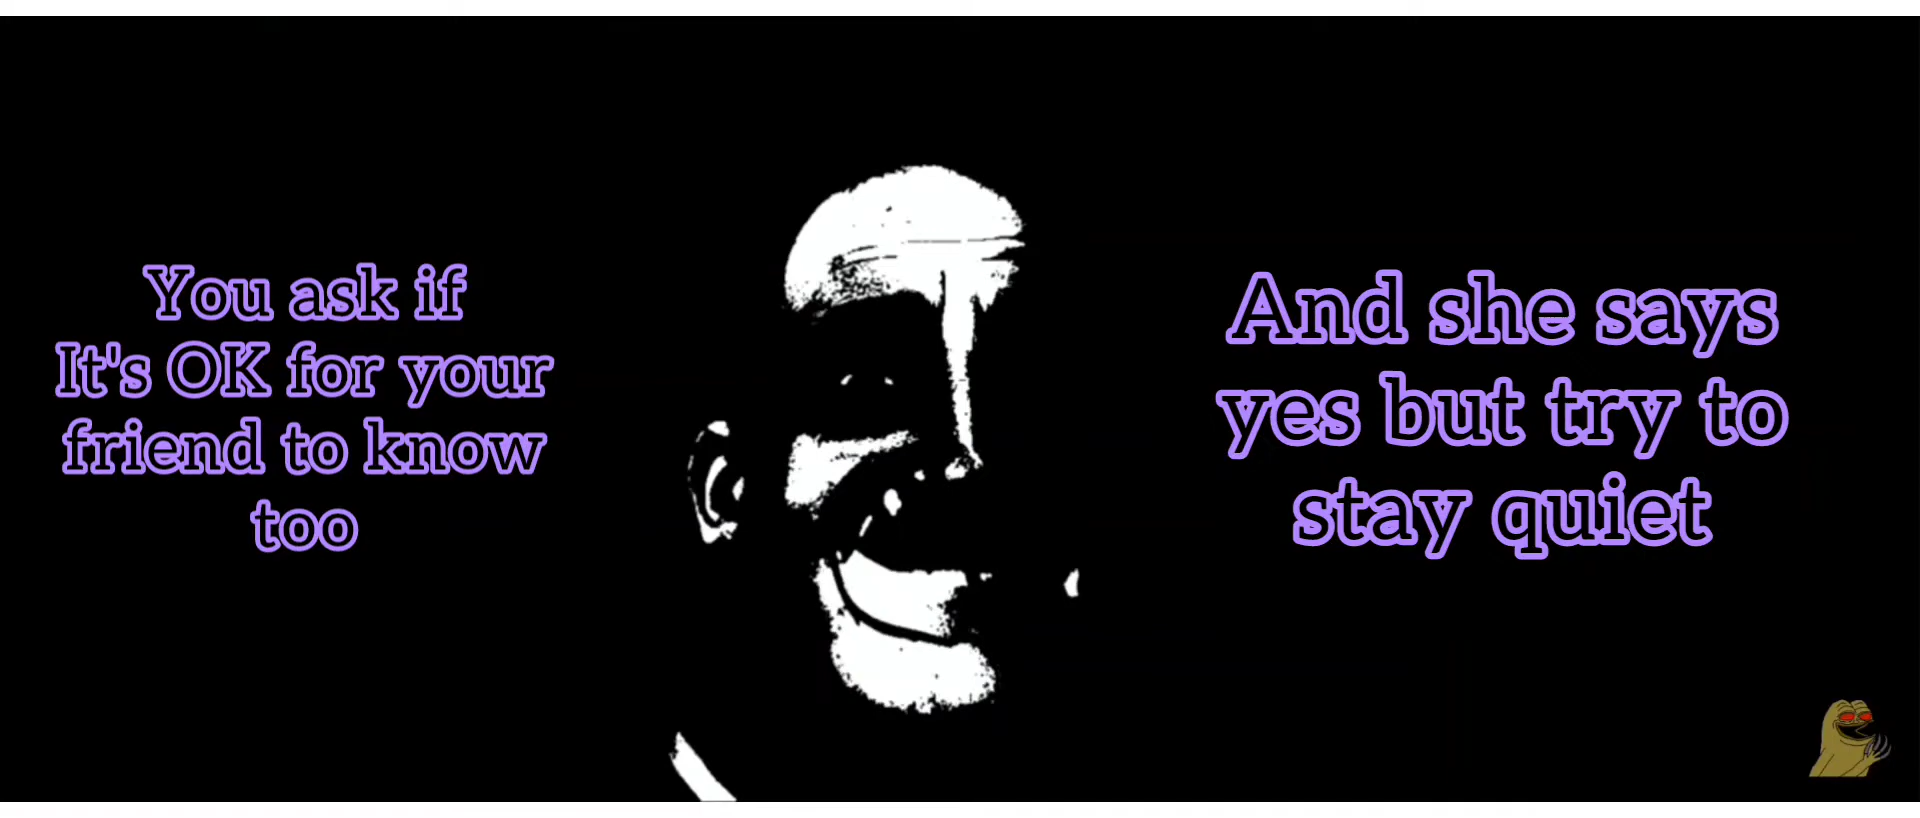 You ask if
It's OK for your
friend to know
too
And she says
yes but try to
stay quiet